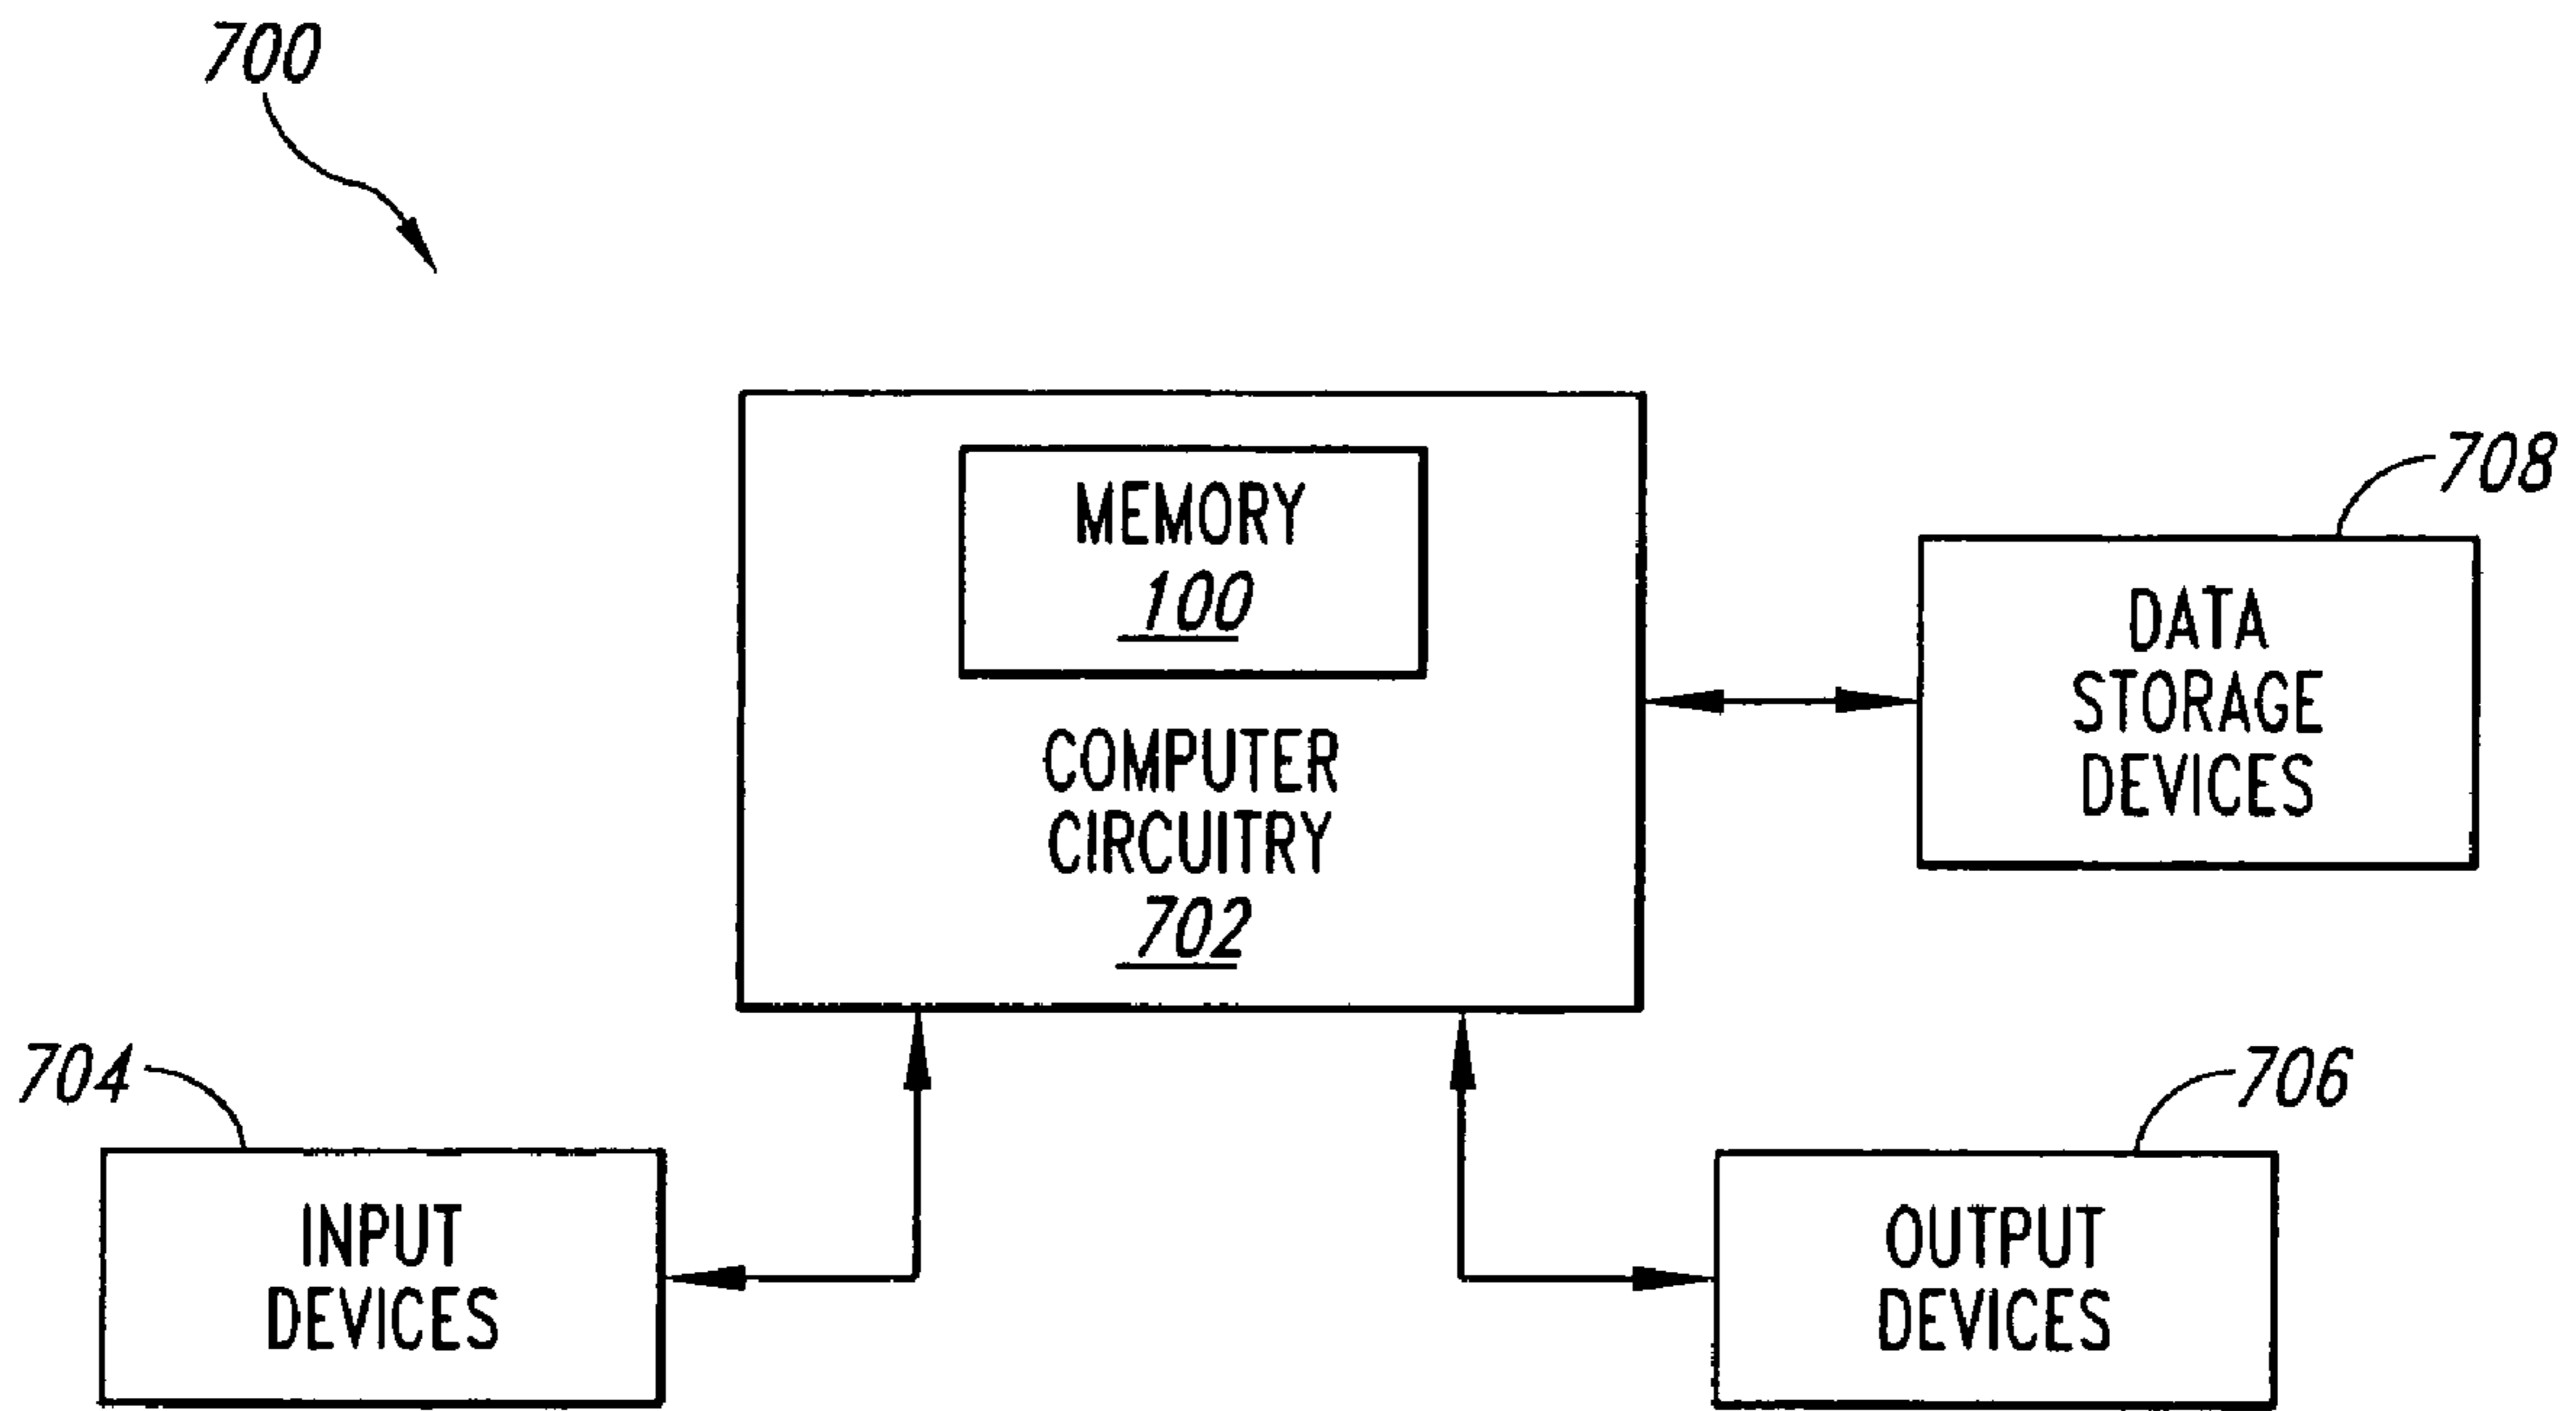 700
MEMORY
100
COMPUTER
CIRCUITRY
702
708
DATA
STORAGE
DEVICES
704
INPUT
DEVICES
706
OUTPUT
DEVICES